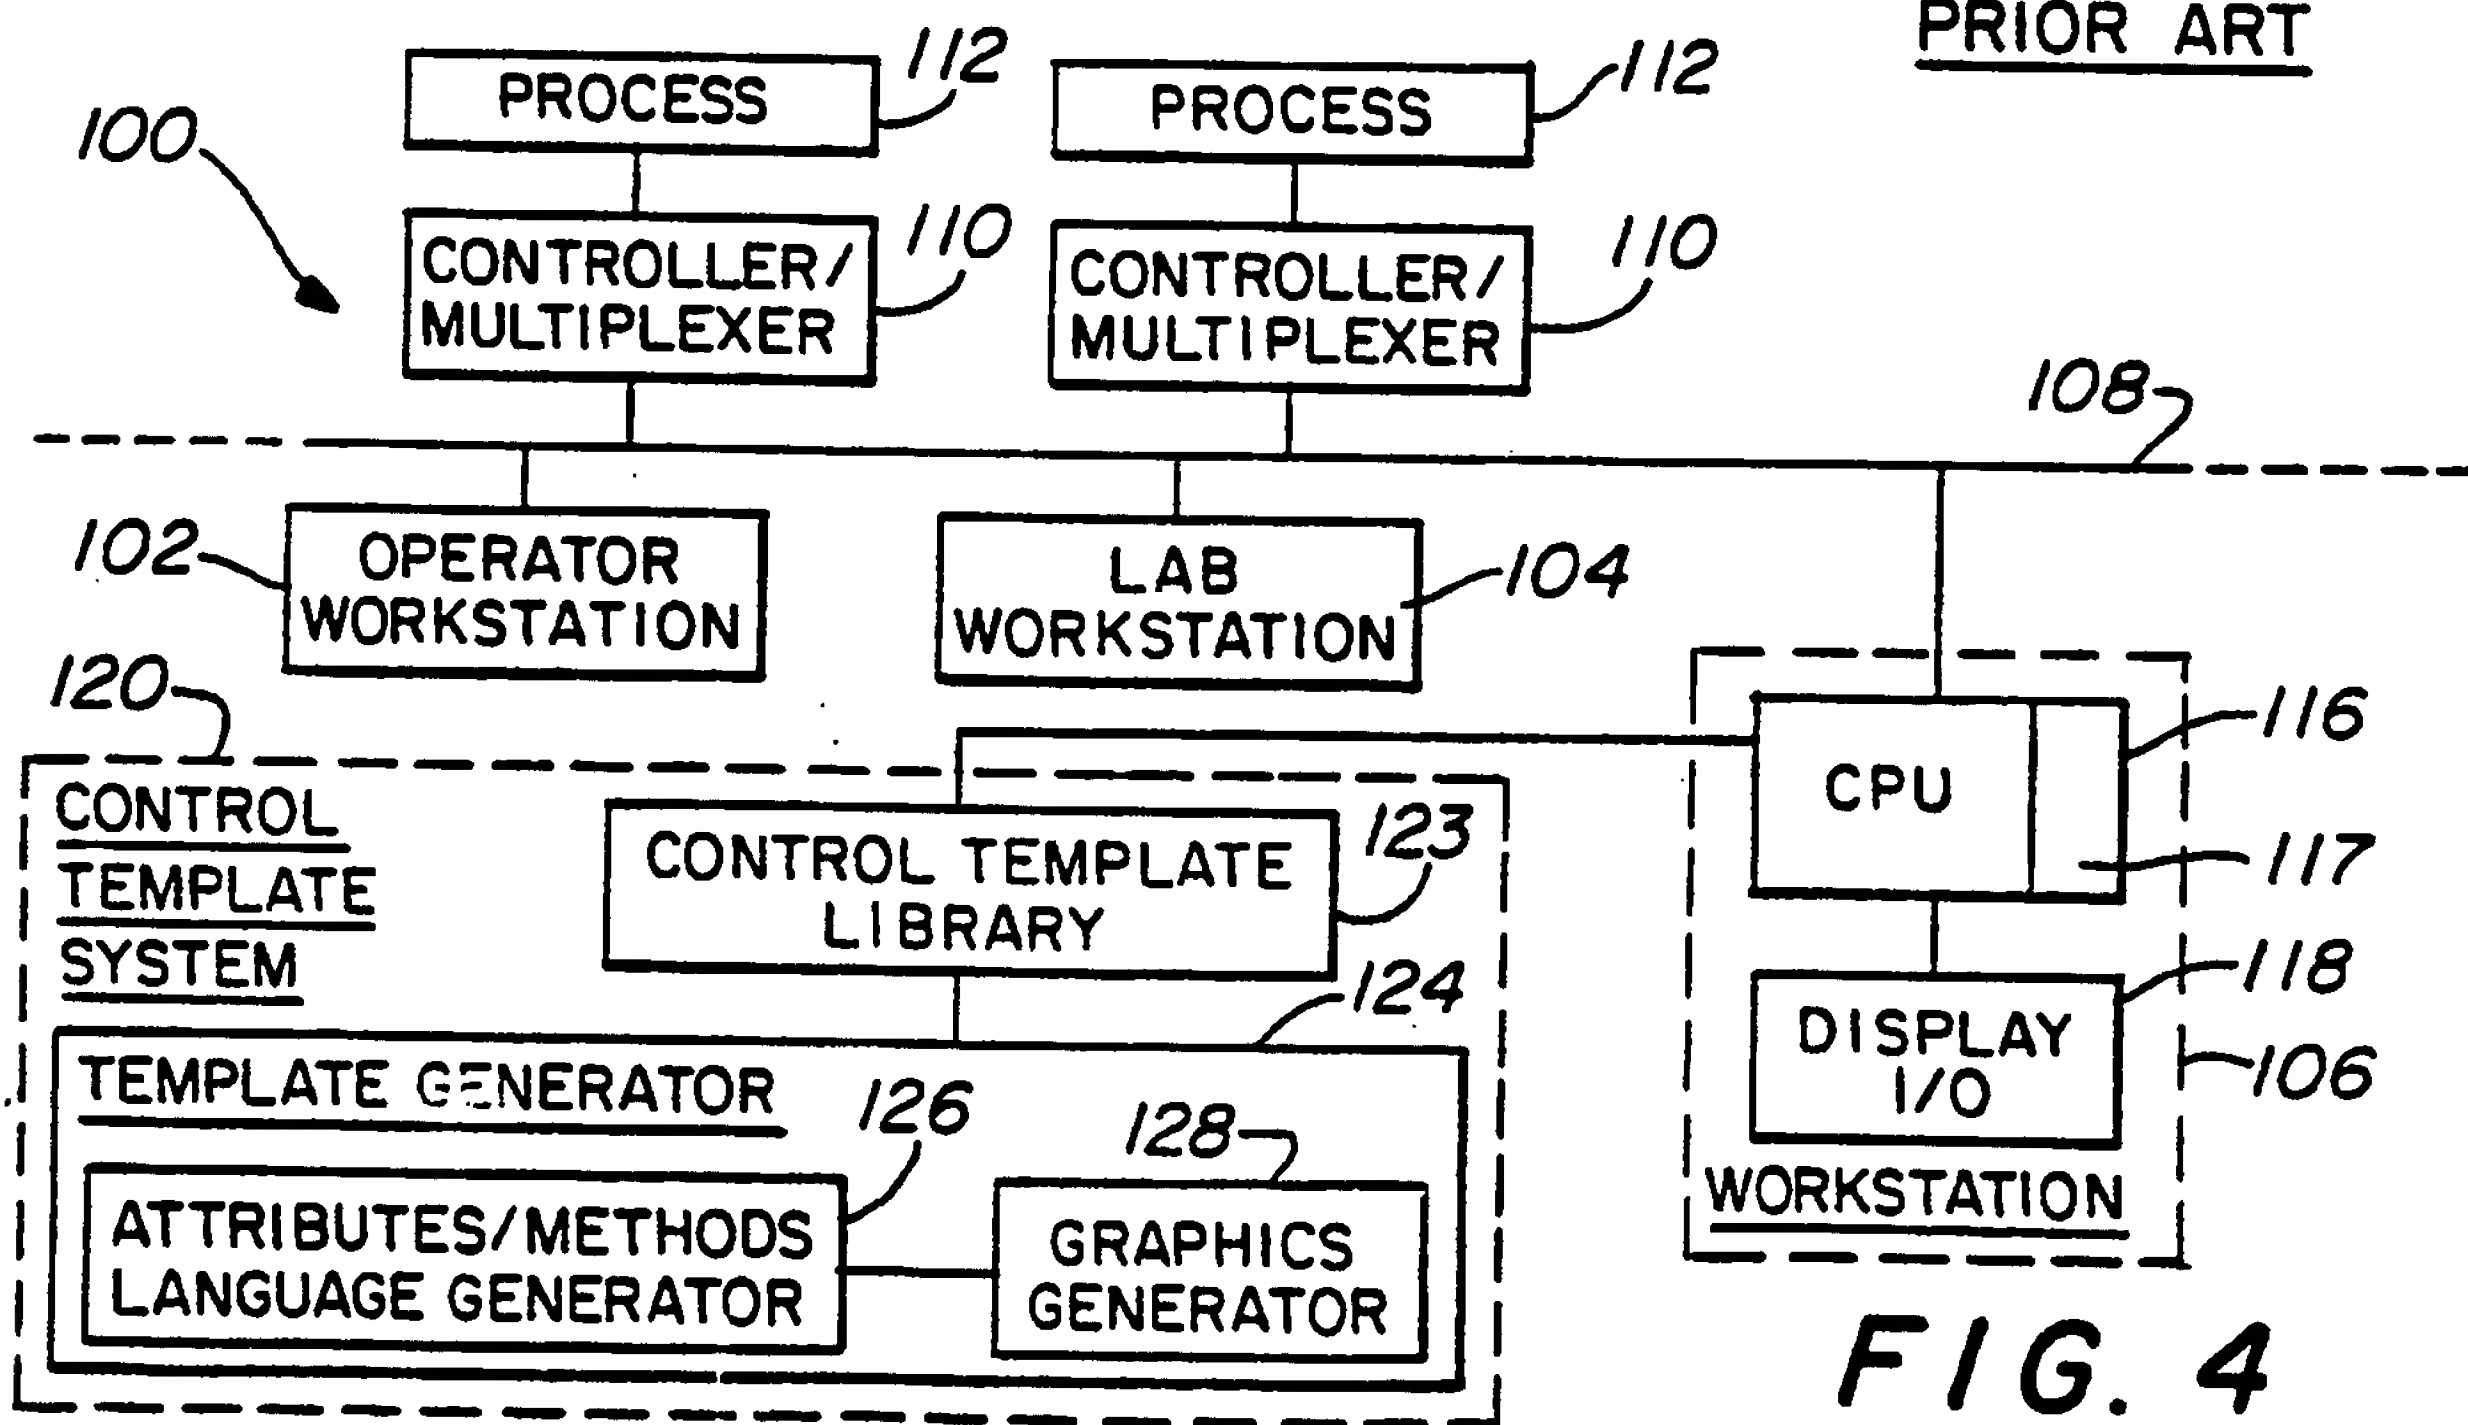 PRIOR ART
PROCESS
112
PROCESS
112
100
CONTROLLER/
MULTIPLEXER
110
CONTROLLER/
MULTIPLEXER
110
108
102
OPERATOR
WORKSTATION
LAB
WORKSTATION
104
120
CONTROL
TEMPLATE
SYSTEM
CONTROL TEMPLATE
LIBRARY
123
124
TEMPLATE GENERATOR
126
128
ATTRIBUTES/METHODS
LANGUAGE GENERATOR
GRAPHICS
GENERATOR
CPU
116
117
118
DISPLAY
I/O
106
WORKSTATION
FIG. 4